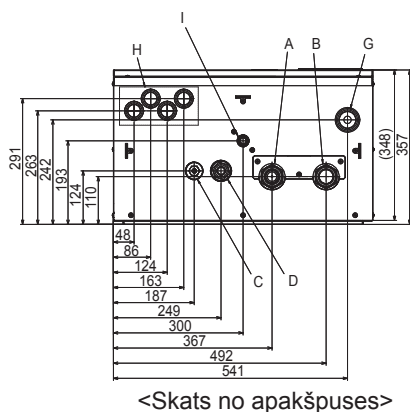 I
H
A
B
G
291
263
242
193
124
110
(348)
357
48
86
124
163
187
249
300
367
492
541
C
D
<Skats no apakšpuses>